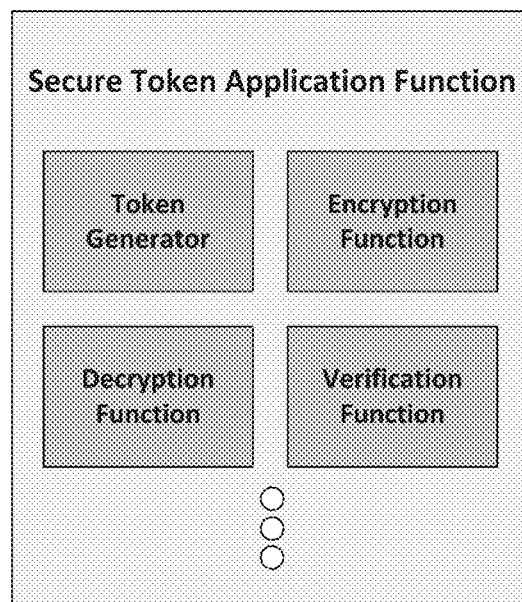 Secure Token Application Function
Token
Generator
Encryption
Function
Decryption
Function
Verification
Function